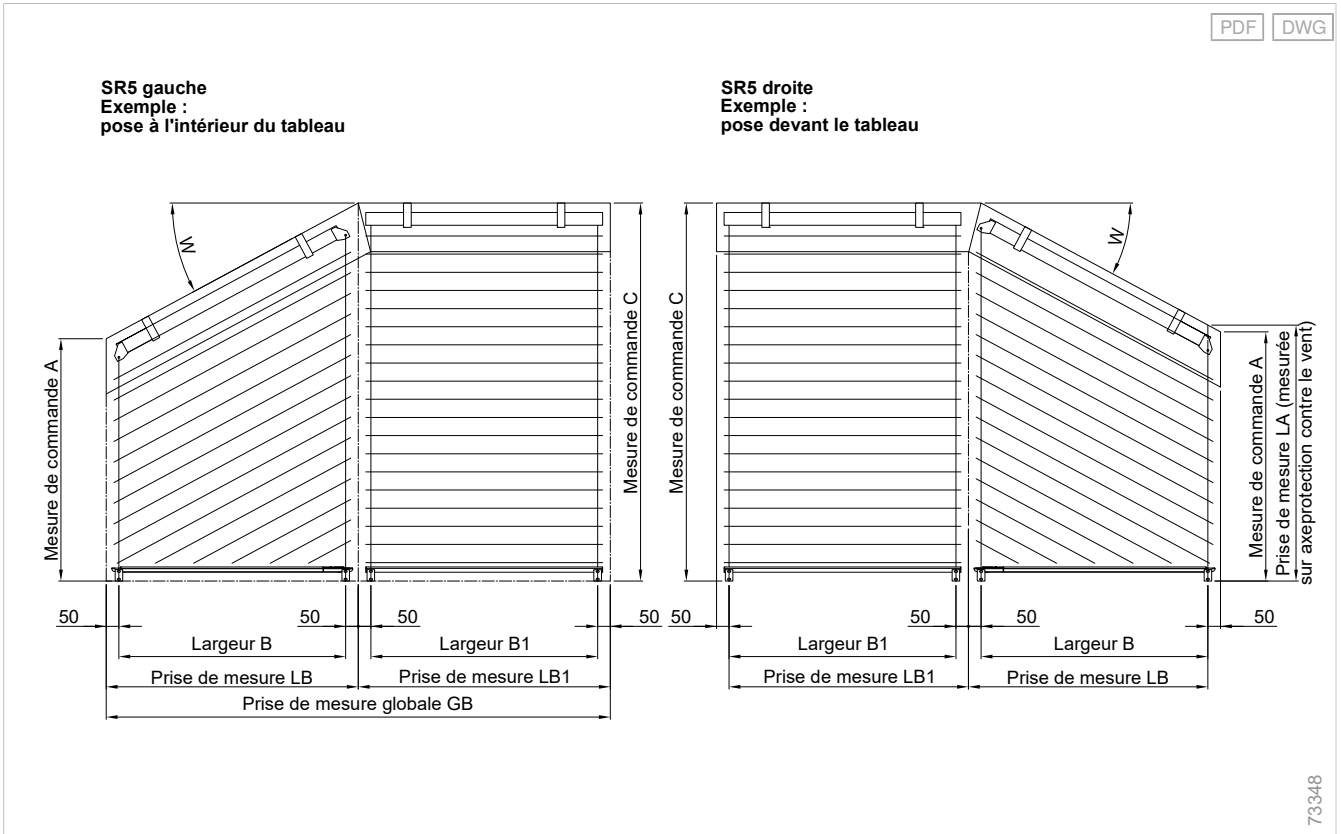 PDF DWG
SR5 gauche
Exemple :
pose à l'intérieur du tableau
SR5 droite
Exemple :
pose devant le tableau
W
W
Mesure de commande A
Mesure de commande C
Mesure de commande C
Mesure de commande A
Prise de mesure LA (mesurée
sur axeprotection contre le vent)
50 50 50 50
50 50 50 50
Largeur B
Largeur B1
Largeur B1
Largeur B
Prise de mesure LB
Prise de mesure LB1
Prise de mesure LB1
Prise de mesure LB
Prise de mesure globale GB
73348